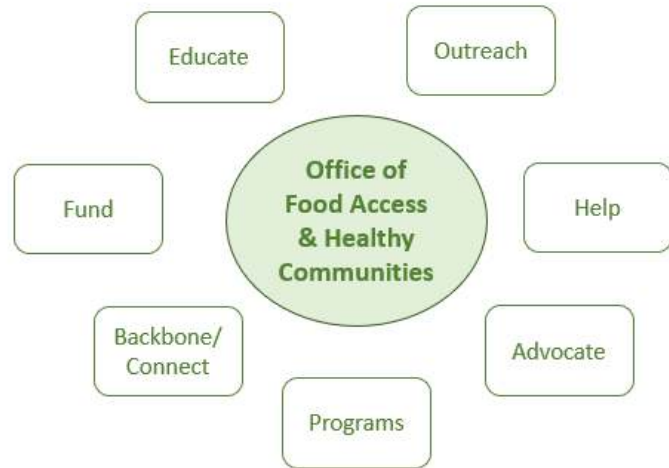 Educate
Outreach
Office of
Food Access
& Healthy
Communities
Fund
Help
Backbone/
Connect
Advocate
Programs